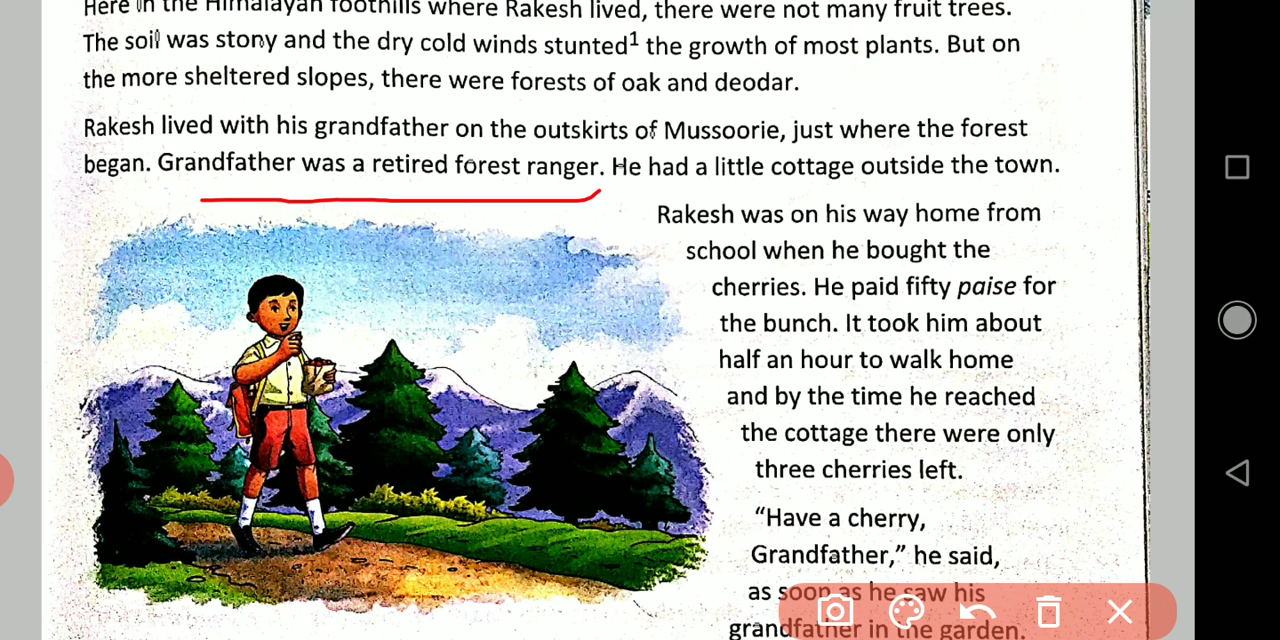 Here in the Himalayan foothills where Rakesh lived, there were not many fruit trees.
The soil was stony and the dry cold winds stunted¹ the growth of most plants. But on
the more sheltered slopes, there were forests of oak and deodar.
Rakesh lived with his grandfather on the outskirts of Mussoorie, just where the forest
began. Grandfather was a retired forest ranger. He had a little cottage outside the town.
Rakesh was on his way home from
school when he bought the
cherries. He paid fifty paise for
the bunch. It took him about
half an hour to walk home
and by the time he reached
the cottage there were only
three cherries left.
“Have a cherry,
Grandfather,” he said,
as soon as he saw his
grandfather in the garden.